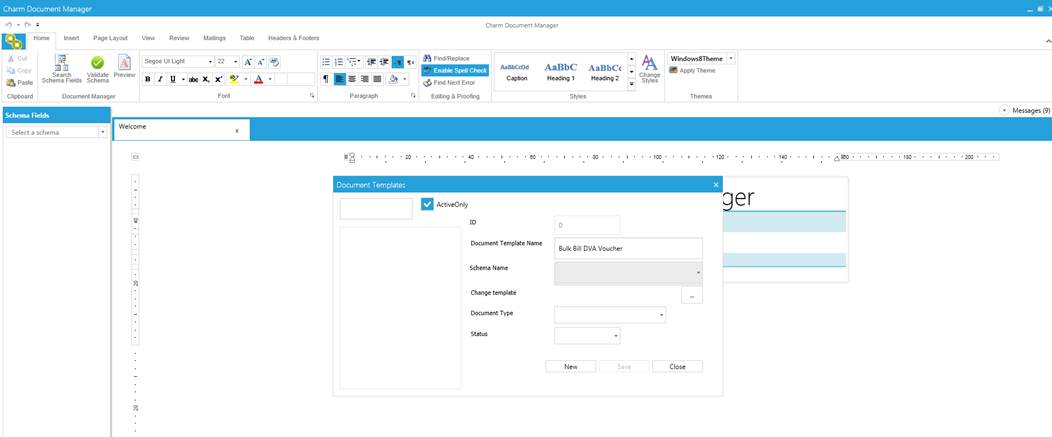 Charm Document Manager
Charm Document Manager
Home Insert Page Layout View Review Mailings Table Headers & Footers
Cut
Copy
Paste
Clipboard
Search Schema Fields
Validate Schema
Preview
Document Manager
Segoe UI Light 22
B I U abc X₂ X²
Font
Paragraph
Find/Replace
Enable Spell Check
Find Next Error
Editing & Proofing
AaBbCcDd AaBbC AaBbCc
Caption Heading 1 Heading 2
Change Styles
Styles
Windows8Theme
Apply Theme
Themes
Schema Fields
Messages (9)
Select a schema
Welcome x
20 40 60 80 100 120 140 160 180 200
Document Templates
ActiveOnly
ger
ID 0
Document Template Name Bulk Bill DVA Voucher
Schema Name
Change template ...
Document Type
Status
New Save Close
40
20
20